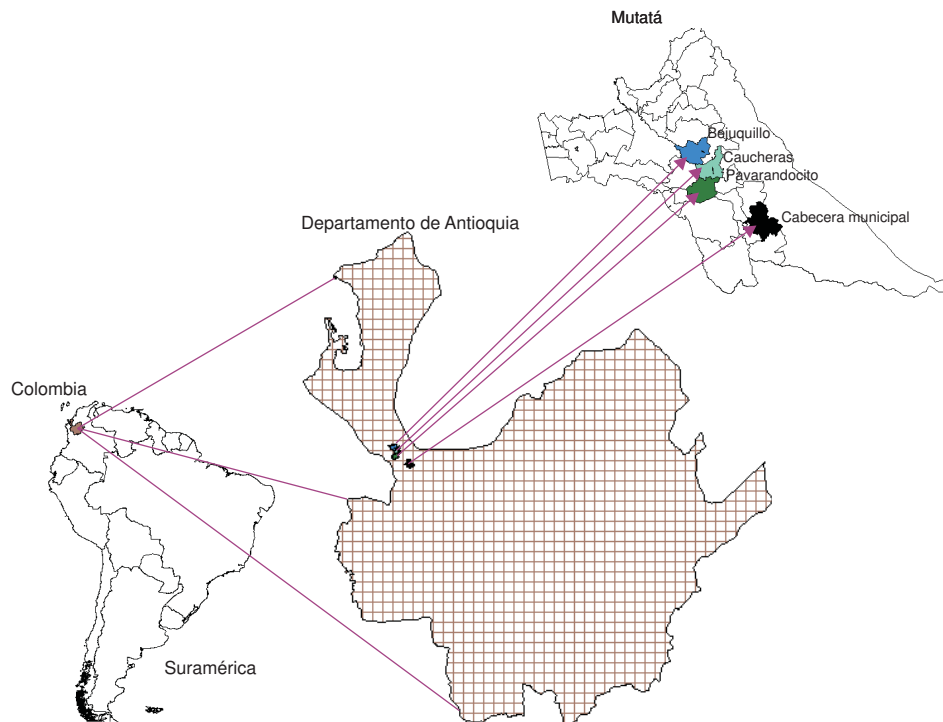 Mutatá
Bejuquillo
Caucheras
Pavarandocito
Cabecera municipal
Departamento de Antioquia
Colombia
Suramérica